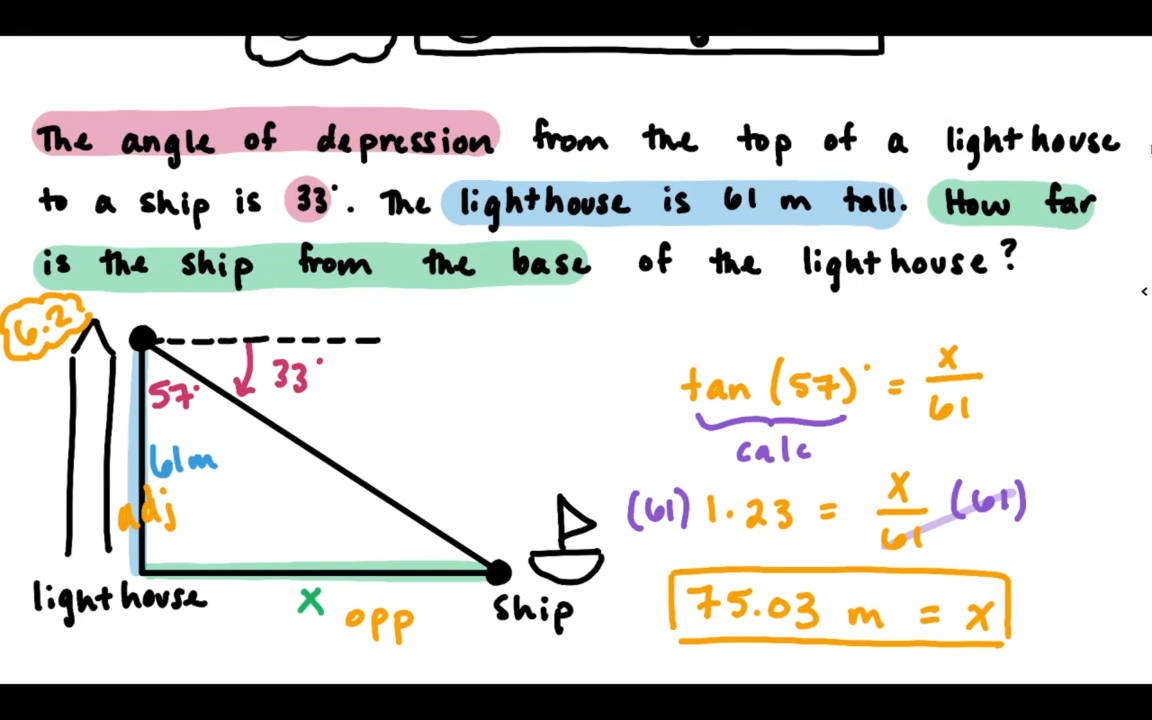 The angle of depression from the top of a lighthouse
to a ship is 33°. The lighthouse is 61 m tall. How far
is the ship from the base of the lighthouse?
6.2
57°
33°
61m
adj
lighthouse
x
opp
ship
tan (57)° = x/61
calc
(61) 1.23 = x/61 (61)
75.03 m = x